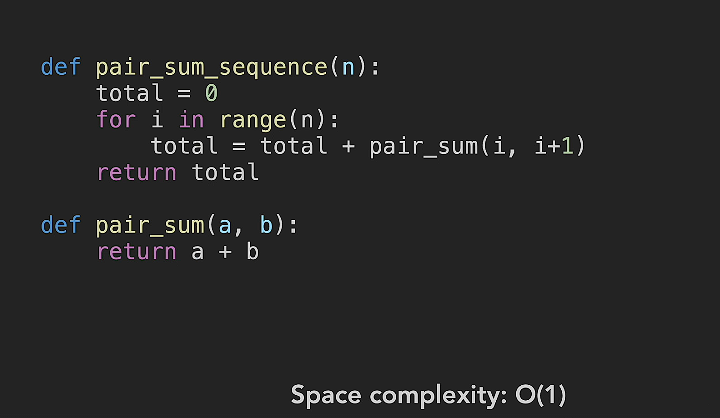 def pair_sum_sequence(n):
    total = 0
    for i in range(n):
        total = total + pair_sum(i, i+1)
    return total
def pair_sum(a, b):
    return a + b
Space complexity: O(1)